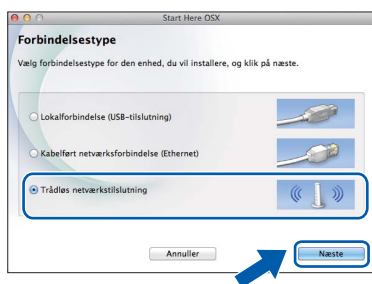 Start Here OSX
Forbindelsestype
Vælg forbindelsestype for den enhed, du vil installere, og klik på næste.
Lokalforbindelse (USB-tilslutning)
Kabelført netværksforbindelse (Ethernet)
Trådløs netværkstilslutning
Annuller
Næste